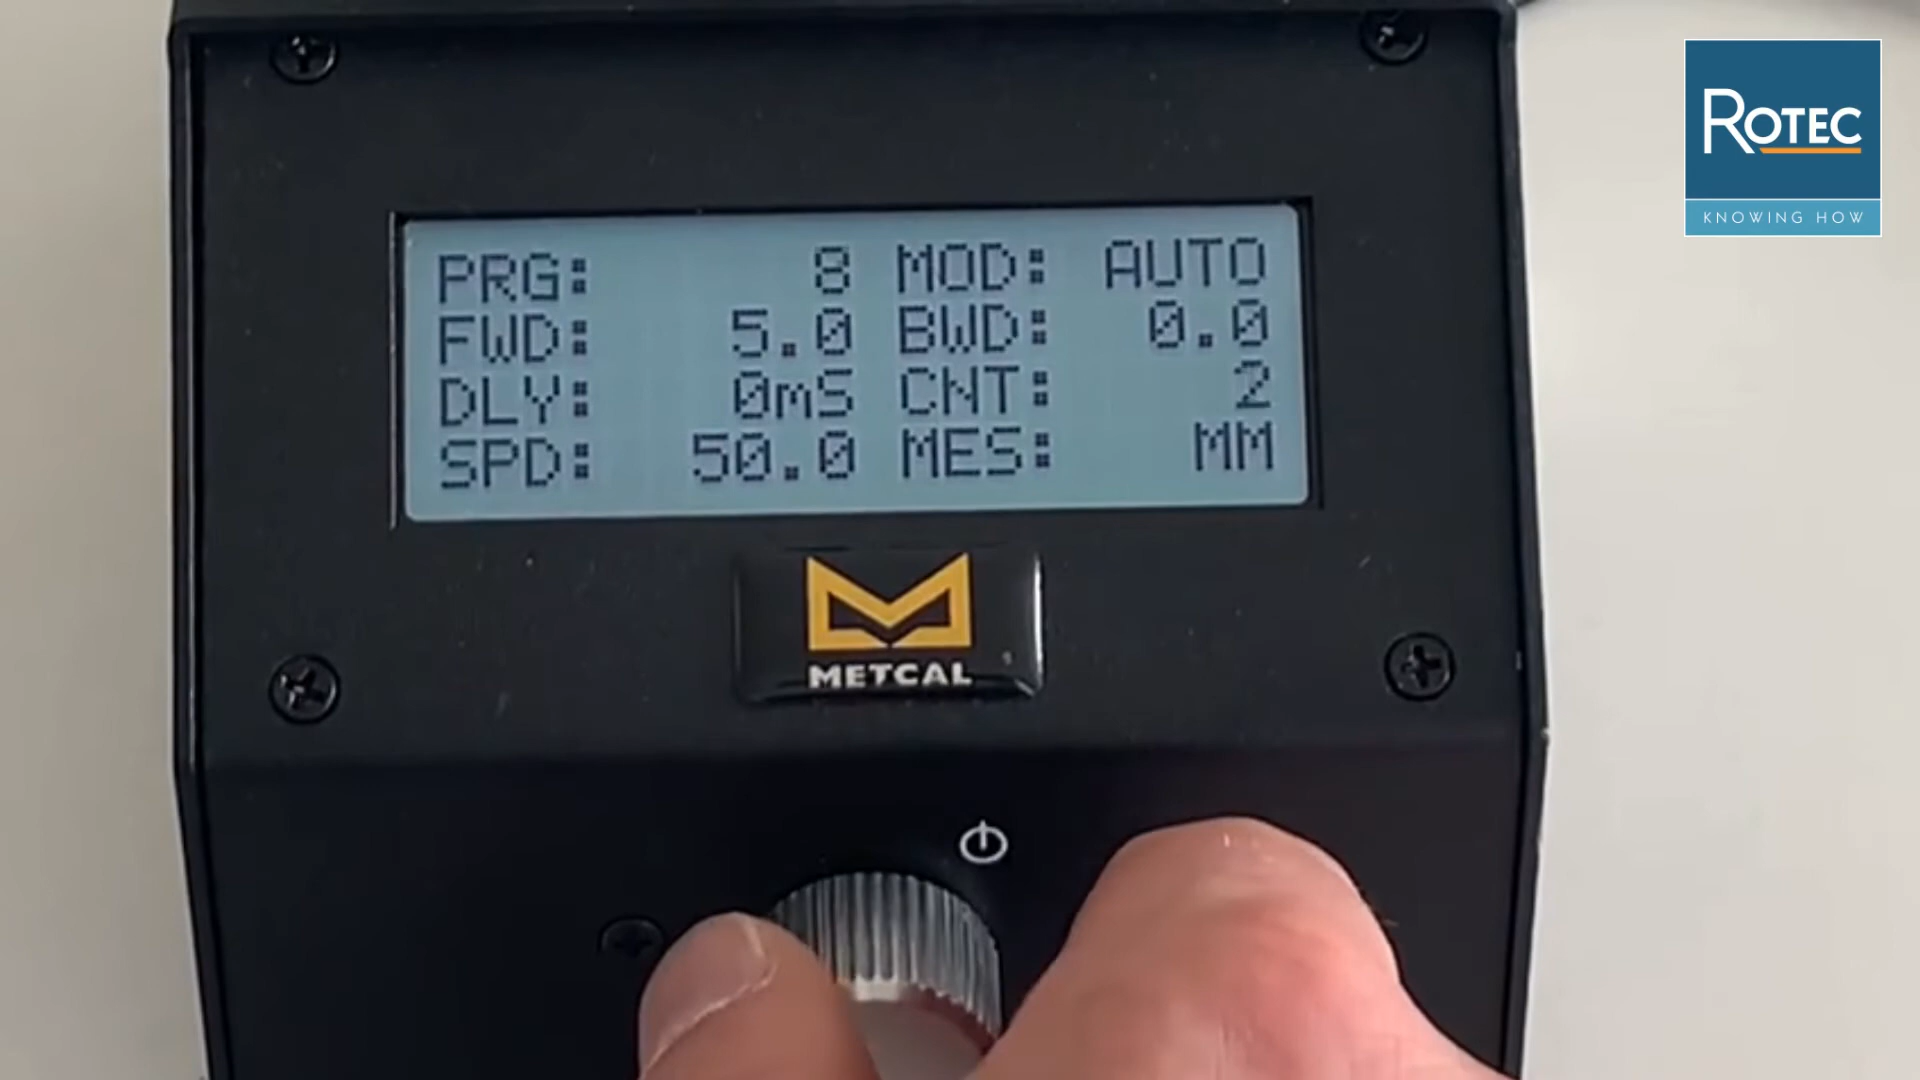 PRG: 8 MOD: AUTO
FWD: 5.0 BWD: 0.0
DLY: 0mS CNT: 2
SPD: 50.0 MES: MM
METCAL
ROTEC
KNOWING HOW